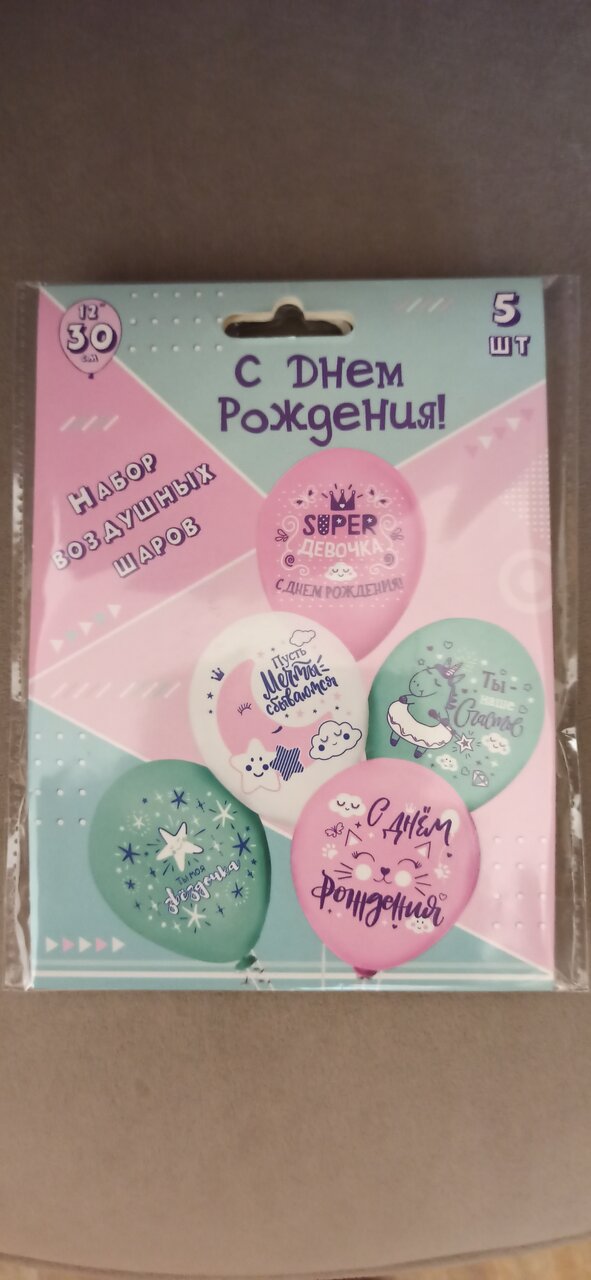 12"
30
см
5
шт
С Днем
Рождения!
Набор
воздушных
шаров
SUPER
ДЕВОЧКА
С ДНЕМ РОЖДЕНИЯ!
Пусть
Мечты
сбываются
Ты -
наше
Счастье
Ты моя
звёздочка
С ДНЁМ
Рождения